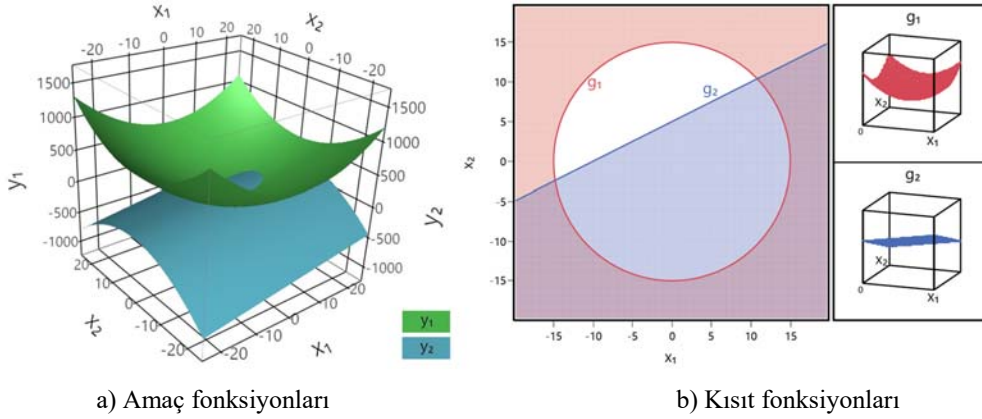 x₁ x₂
-20 -10 0 10 20 20 10 0 -10 -20
1500
1000
500
0
-500
-1000
y₁
1500
1000
500
0
-500
-1000
y₂
20 10 0 -10 -20
x₂
-20 -10 0 10 20
x₁
y₁
y₂
a) Amaç fonksiyonları
15
10
5
0
-5
-10
-15
x₂
g₁
g₂
-15 -10 -5 0 5 10 15
x₁
g₁
x₂
0
x₁
g₂
x₂
0
x₁
b) Kısıt fonksiyonları